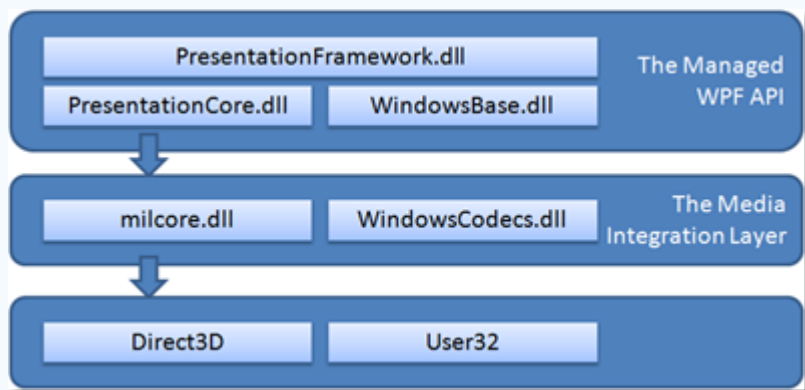 PresentationFramework.dll
PresentationCore.dll
WindowsBase.dll
The Managed
WPF API
milcore.dll
WindowsCodecs.dll
The Media
Integration Layer
Direct3D
User32